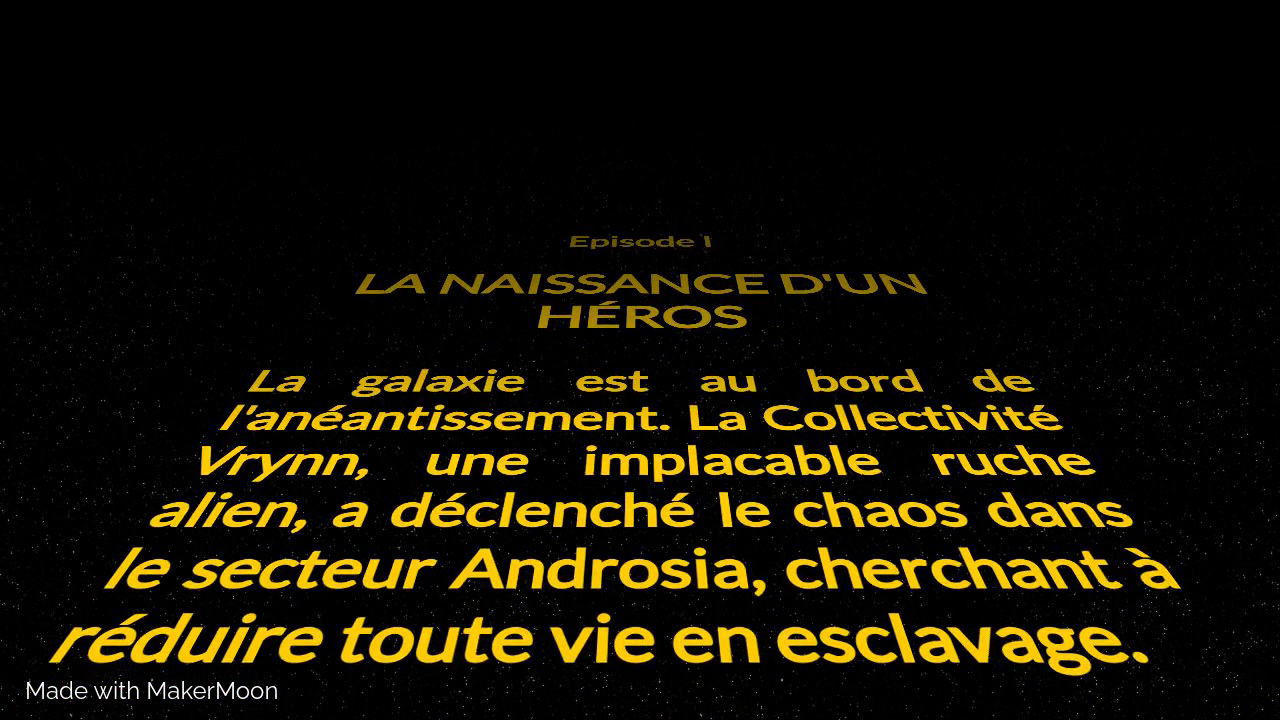 Episode 1
LA NAISSANCE D'UN
HÉROS
La galaxie est au bord de
l'anéantissement. La Collectivité
Vrynn, une implacable ruche
alien, a déclenché le chaos dans
le secteur Androsia, cherchant à
réduire toute vie en esclavage.
Made with MakerMoon